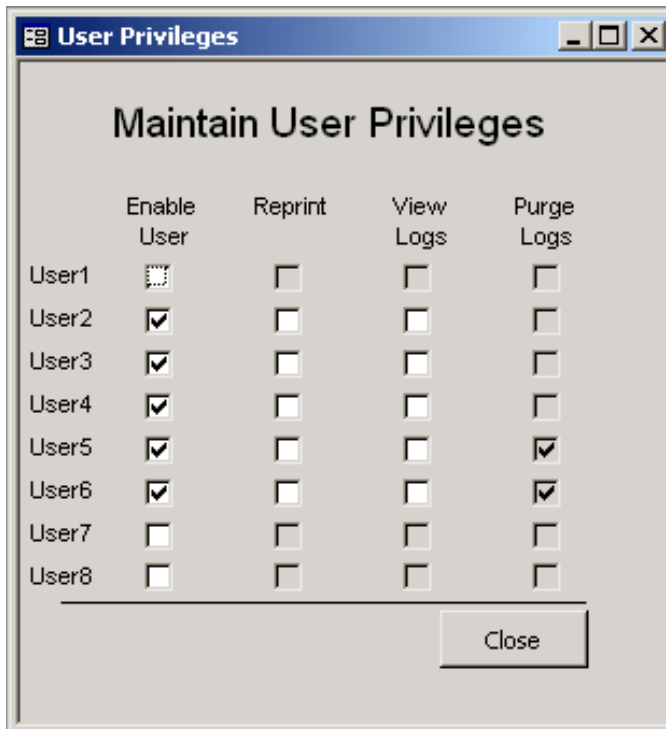 User Privileges
Maintain User Privileges
Enable Reprint View Purge
User Logs Logs
User1
User2
User3
User4
User5
User6
User7
User8
Close